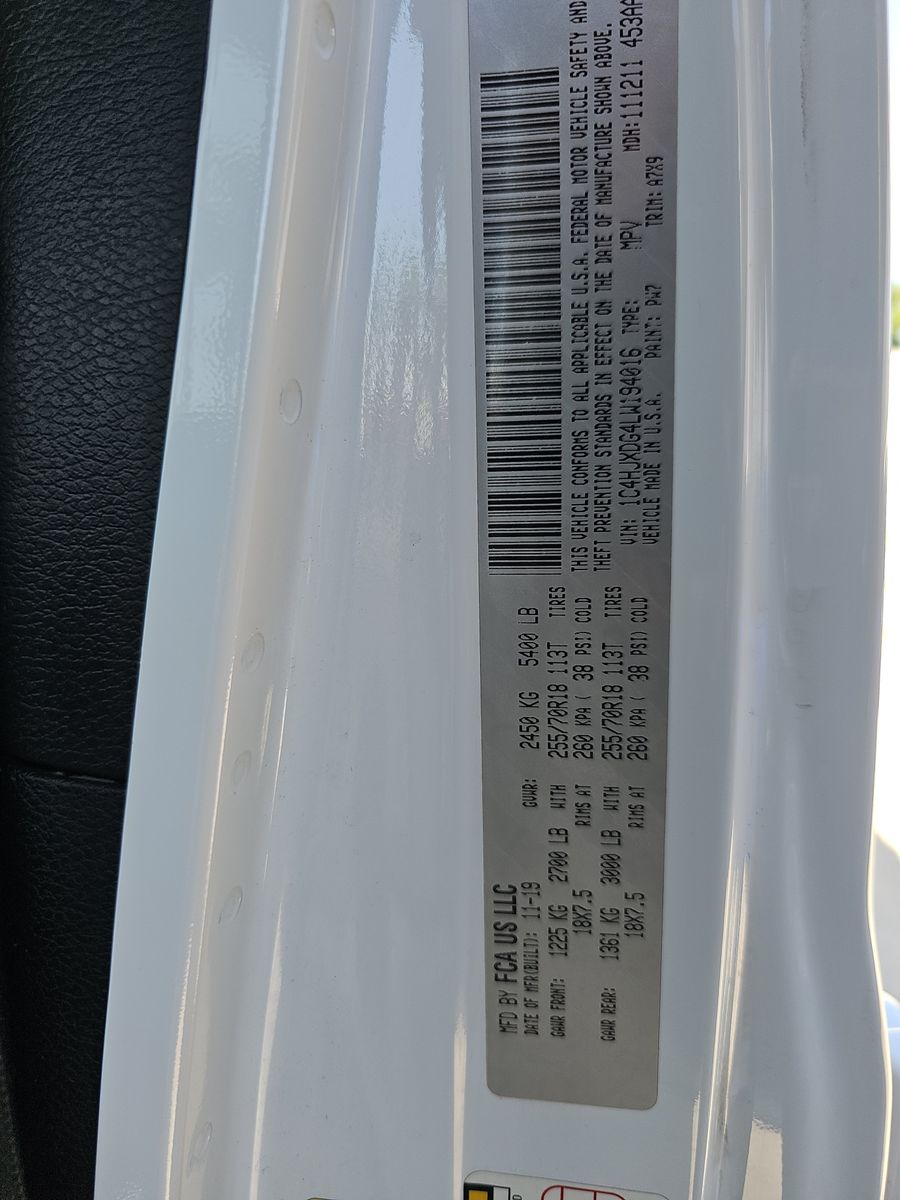 MFD BY FCA US LLC
DATE OF MFR(BUILT): 11-19 GVWR: 2450 KG 5400 LB
GAWR FRONT: 1225 KG 2700 LB WITH 255/70R18 113T TIRES
18X7.5 RIMS AT 260 KPA ( 38 PSI) COLD
GAWR REAR: 1361 KG 3000 LB WITH 255/70R18 113T TIRES
18X7.5 RIMS AT 260 KPA ( 38 PSI) COLD
THIS VEHICLE CONFORMS TO ALL APPLICABLE U.S.A. FEDERAL MOTOR VEHICLE SAFETY AND
THEFT PREVENTION STANDARDS IN EFFECT ON THE DATE OF MANUFACTURE SHOWN ABOVE.
VIN: 1C4HJXDG4LW194016 TYPE: MPV MDH:111211 453AA
VEHICLE MADE IN U.S.A. PAINT: PW7 TRIM: A7X9